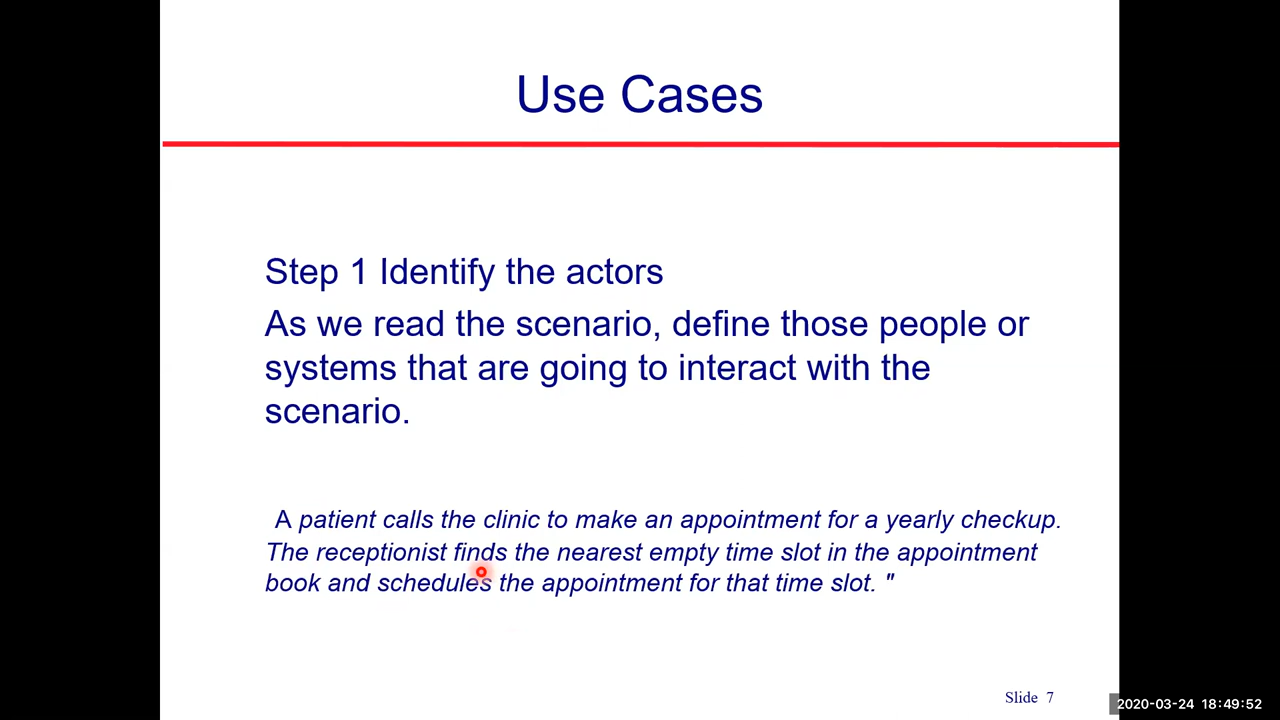 Use Cases
Step 1 Identify the actors
As we read the scenario, define those people or
systems that are going to interact with the
scenario.
A patient calls the clinic to make an appointment for a yearly checkup.
The receptionist finds the nearest empty time slot in the appointment
book and schedules the appointment for that time slot. "
Slide 7
2020-03-24 18:49:52